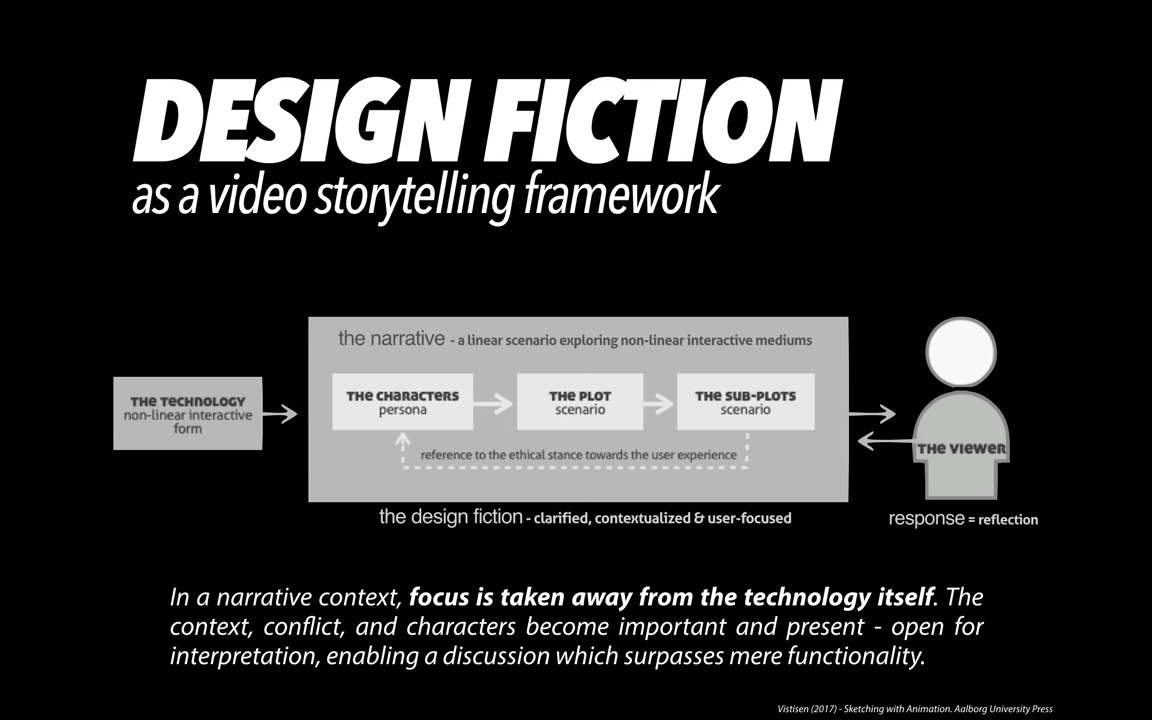 DESIGN FICTION
as a video storytelling framework
the narrative - a linear scenario exploring non-linear interactive mediums
THE TECHNOLOGY
non-linear interactive
form
THE CHARACTERS
persona
THE PLOT
scenario
THE SUB-PLOTS
scenario
reference to the ethical stance towards the user experience
THE VIEWER
the design fiction - clarified, contextualized & user-focused
response = reflection
In a narrative context, focus is taken away from the technology itself. The
context, conflict, and characters become important and present - open for
interpretation, enabling a discussion which surpasses mere functionality.
Vistisen (2017) - Sketching with Animation. Aalborg University Press